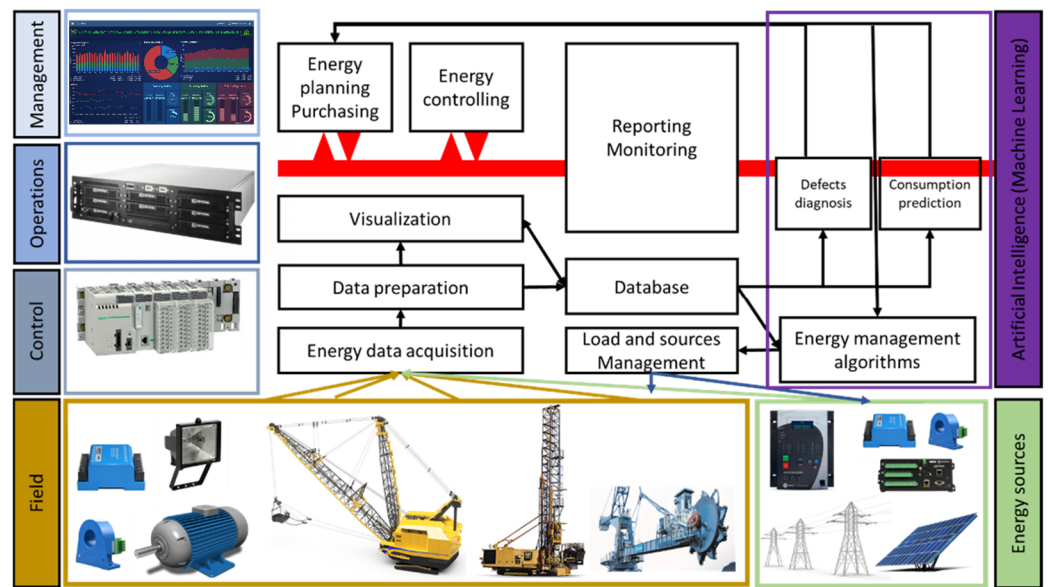 Management
Operations
Control
Field
Energy
planning
Purchasing
Energy
controlling
Reporting
Monitoring
Visualization
Data preparation
Energy data acquisition
Database
Load and sources
Management
Defects
diagnosis
Consumption
prediction
Energy management
algorithms
Artificial Intelligence (Machine Learning)
Energy sources